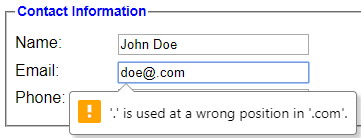 Contact Information
Name: John Doe
Email: doe@.com
Phone:
'.' is used at a wrong position in '.com'.